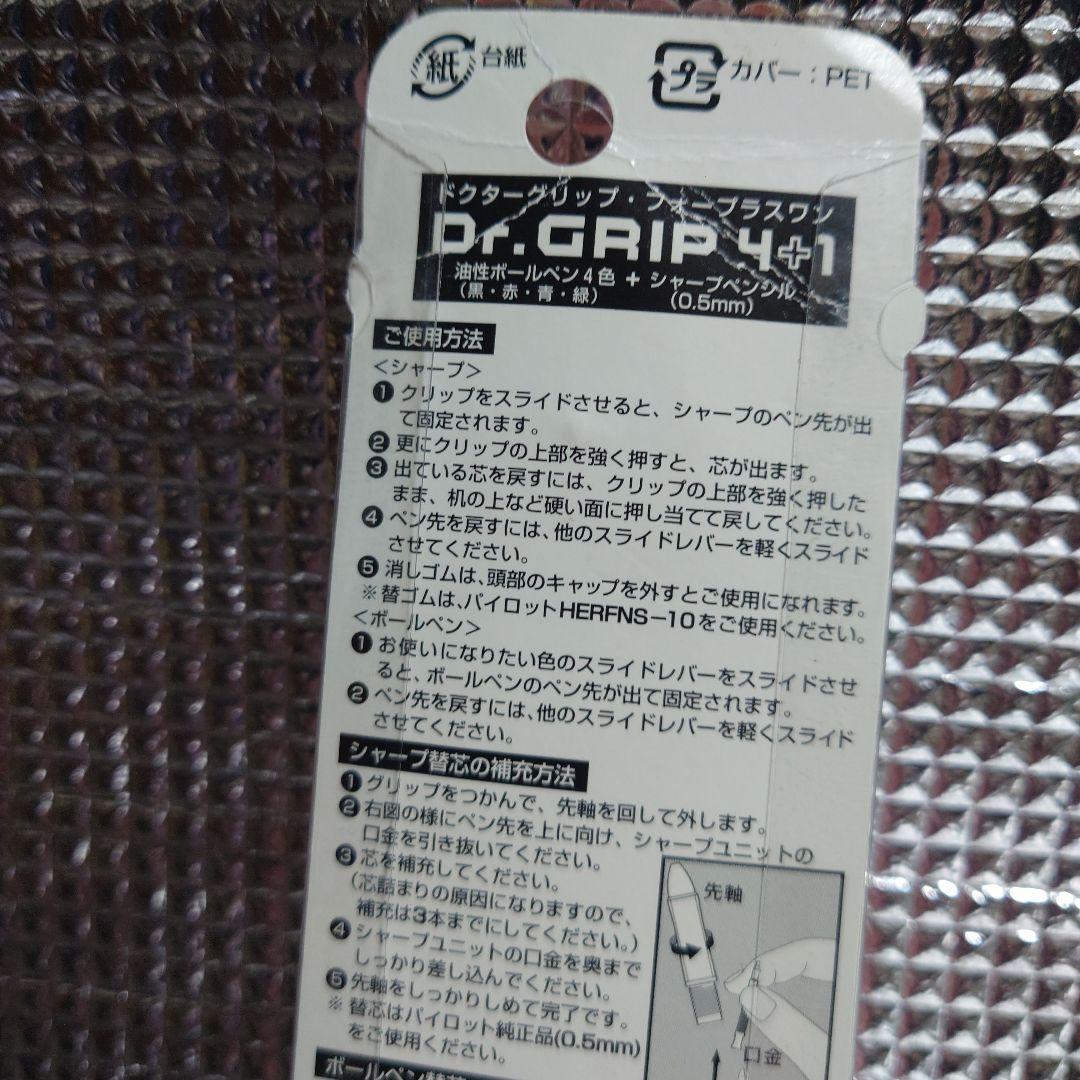 紙 台紙
プラ カバー：PET
ドクターグリップ・フォープラスワン
Dr.GRIP 4+1
油性ボールペン4色 + シャープペンシル
（黒・赤・青・緑） （0.5mm）
ご使用方法
＜シャープ＞
❶ クリップをスライドさせると、シャープのペン先が出
て固定されます。
❷ 更にクリップの上部を強く押すと、芯が出ます。
❸ 出ている芯を戻すには、クリップの上部を強く押した
まま、机の上など硬い面に押し当てて戻してください。
❹ ペン先を戻すには、他のスライドレバーを軽くスライド
させてください。
❺ 消しゴムは、頭部のキャップを外すとご使用になれます。
※替ゴムは、パイロットHERFNS−10をご使用ください。
＜ボールペン＞
❶ お使いになりたい色のスライドレバーをスライドさせ
ると、ボールペンのペン先が出て固定されます。
❷ ペン先を戻すには、他のスライドレバーを軽くスライド
させてください。
シャープ替芯の補充方法
❶ グリップをつかんで、先軸を回して外します。
❷ 右図の様にペン先を上に向け、シャープユニットの
口金を引き抜いてください。
❸ 芯を補充してください。
（芯詰まりの原因になりますので、
補充は3本までにしてください。）
❹ シャープユニットの口金を奥まで
しっかり差し込んでください。
❺ 先軸をしっかりしめて完了です。
※ 替芯はパイロット純正品(0.5mm)
をご使用ください。
先軸
口金
ボールペン替